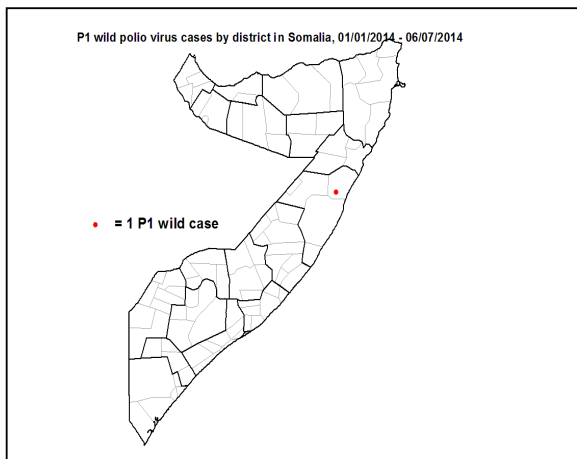 P1 wild polio virus cases by district in Somalia, 01/01/2014 - 06/07/2014
= 1 P1 wild case